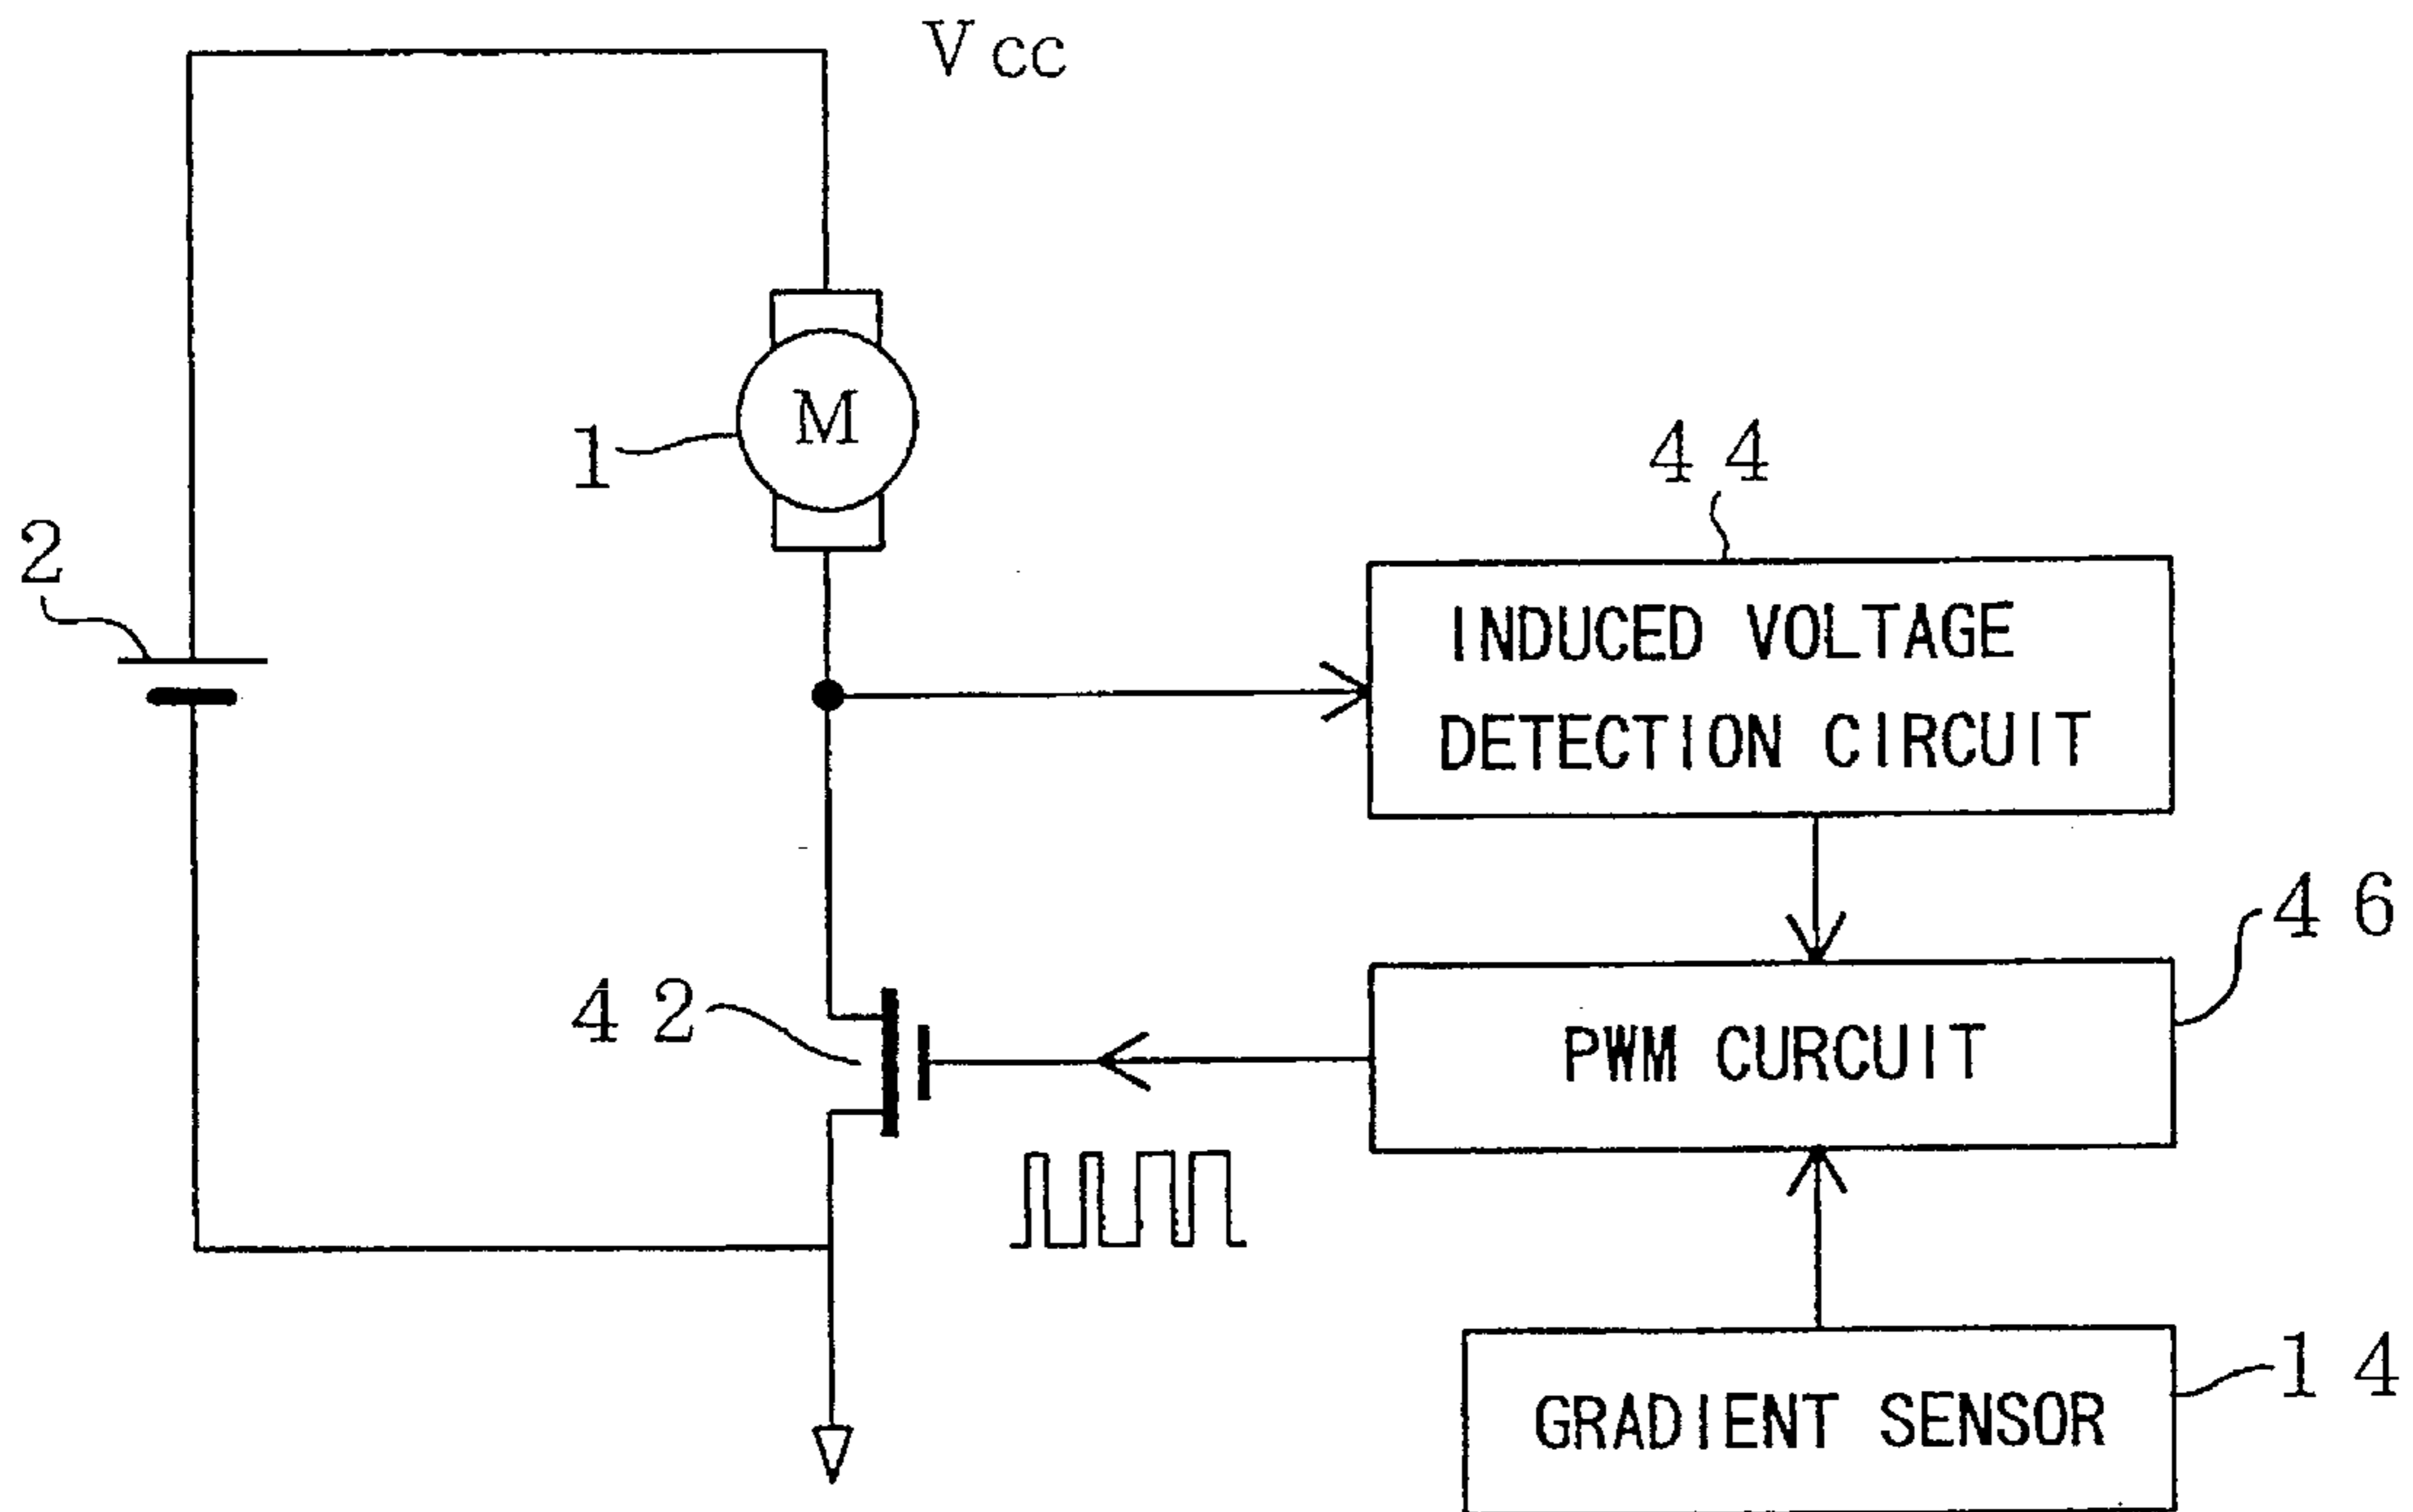 Vcc
M
1
44
2
INDUCED VOLTAGE
DETECTION CIRCUIT
46
42
PWM CURCUIT
14
GRADIENT SENSOR